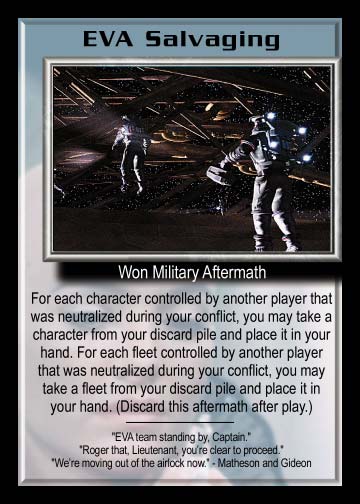 EVA Salvaging
Won Military Aftermath
For each character controlled by another player that
was neutralized during your conflict, you may take a
character from your discard pile and place it in your
hand. For each fleet controlled by another player
that was neutralized during your conflict, you may
take a fleet from your discard pile and place it in
your hand. (Discard this aftermath after play.)
"EVA team standing by, Captain."
"Roger that, Lieutenant, you're clear to proceed."
"We're moving out of the airlock now." - Matheson and Gideon